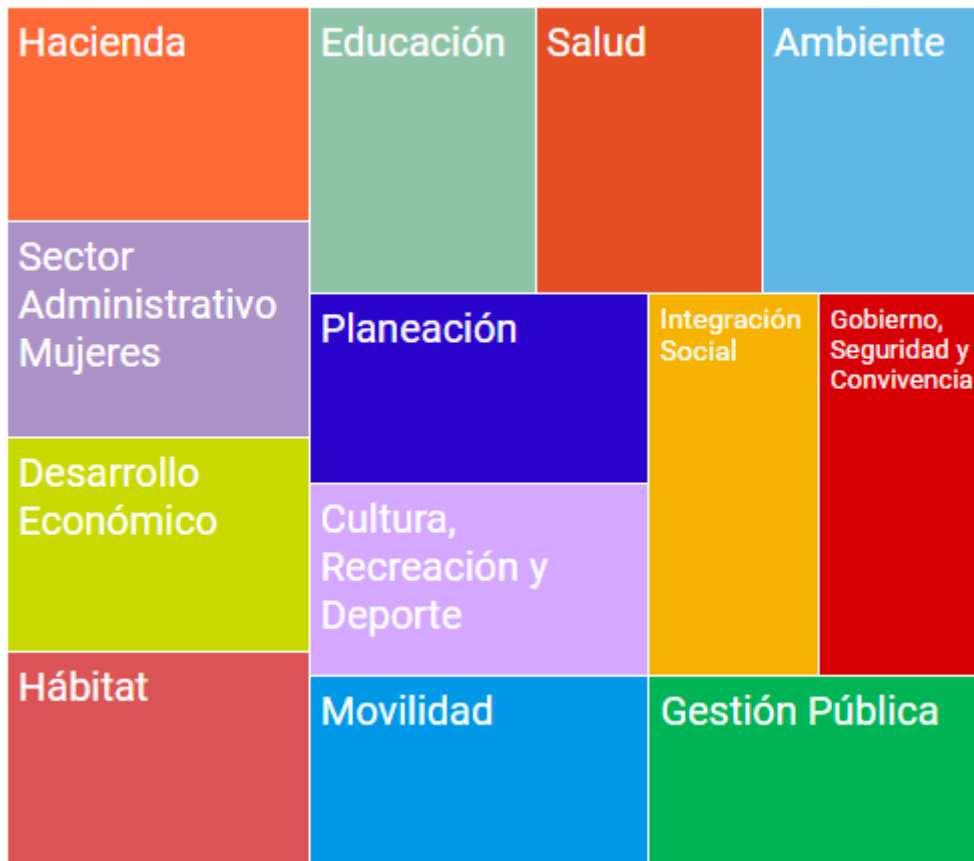 Hacienda
Educación
Salud
Ambiente
Sector
Administrativo
Mujeres
Planeación
Integración
Social
Gobierno,
Seguridad y
Convivencia
Desarrollo
Económico
Cultura,
Recreación y
Deporte
Hábitat
Movilidad
Gestión Pública